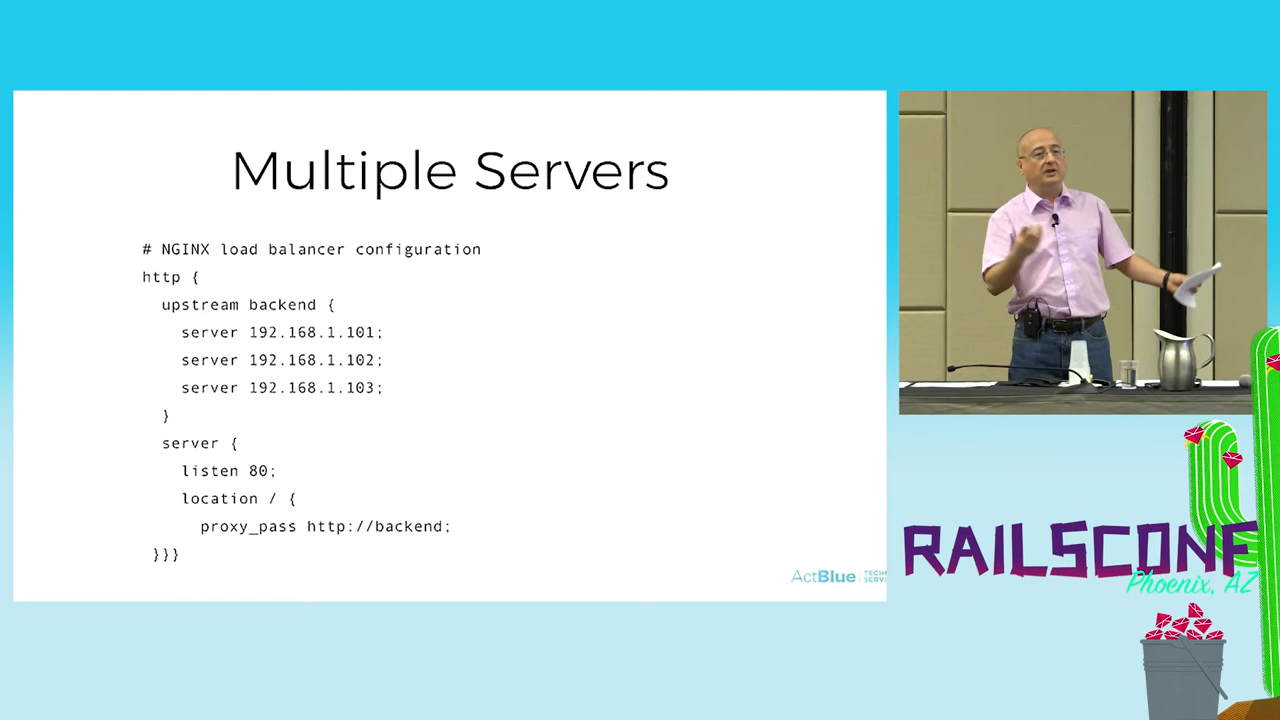 Multiple Servers
# NGINX load balancer configuration
http {
upstream backend {
server 192.168.1.101;
server 192.168.1.102;
server 192.168.1.103;
}
server {
listen 80;
location / {
proxy_pass http://backend;
}}}
ActBlue
RAILSCONF
Phoenix, AZ